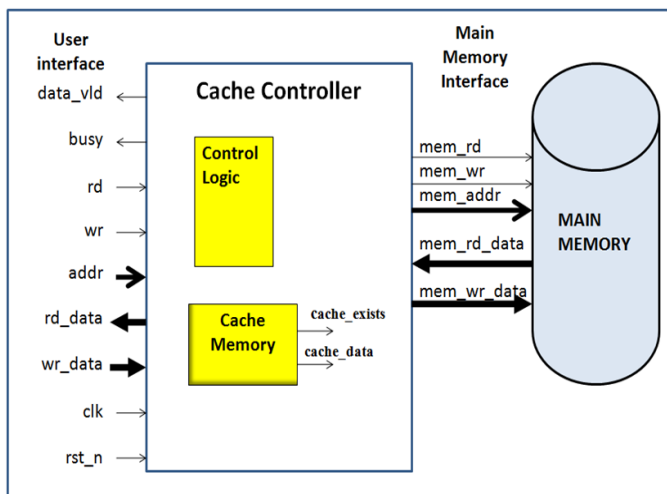 User
interface
data_vld
busy
rd
wr
addr
rd_data
wr_data
clk
rst_n
Cache Controller
Control
Logic
Cache
Memory
cache_exists
cache_data
Main
Memory
Interface
mem_rd
mem_wr
mem_addr
mem_rd_data
mem_wr_data
MAIN
MEMORY